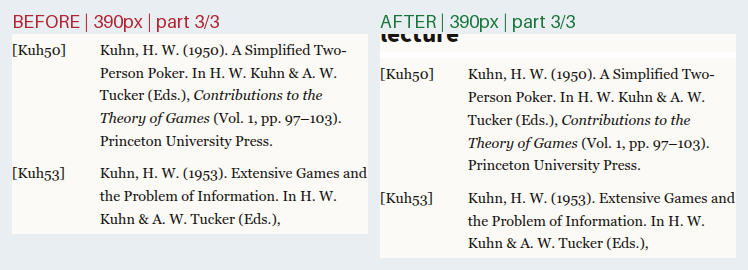 BEFORE | 390px | part 3/3
[Kuh50] Kuhn, H. W. (1950). A Simplified Two-
Person Poker. In H. W. Kuhn & A. W.
Tucker (Eds.), Contributions to the
Theory of Games (Vol. 1, pp. 97–103).
Princeton University Press.
[Kuh53] Kuhn, H. W. (1953). Extensive Games and
the Problem of Information. In H. W.
Kuhn & A. W. Tucker (Eds.),
AFTER | 390px | part 3/3
lecture
[Kuh50] Kuhn, H. W. (1950). A Simplified Two-
Person Poker. In H. W. Kuhn & A. W.
Tucker (Eds.), Contributions to the
Theory of Games (Vol. 1, pp. 97–103).
Princeton University Press.
[Kuh53] Kuhn, H. W. (1953). Extensive Games and
the Problem of Information. In H. W.
Kuhn & A. W. Tucker (Eds.),